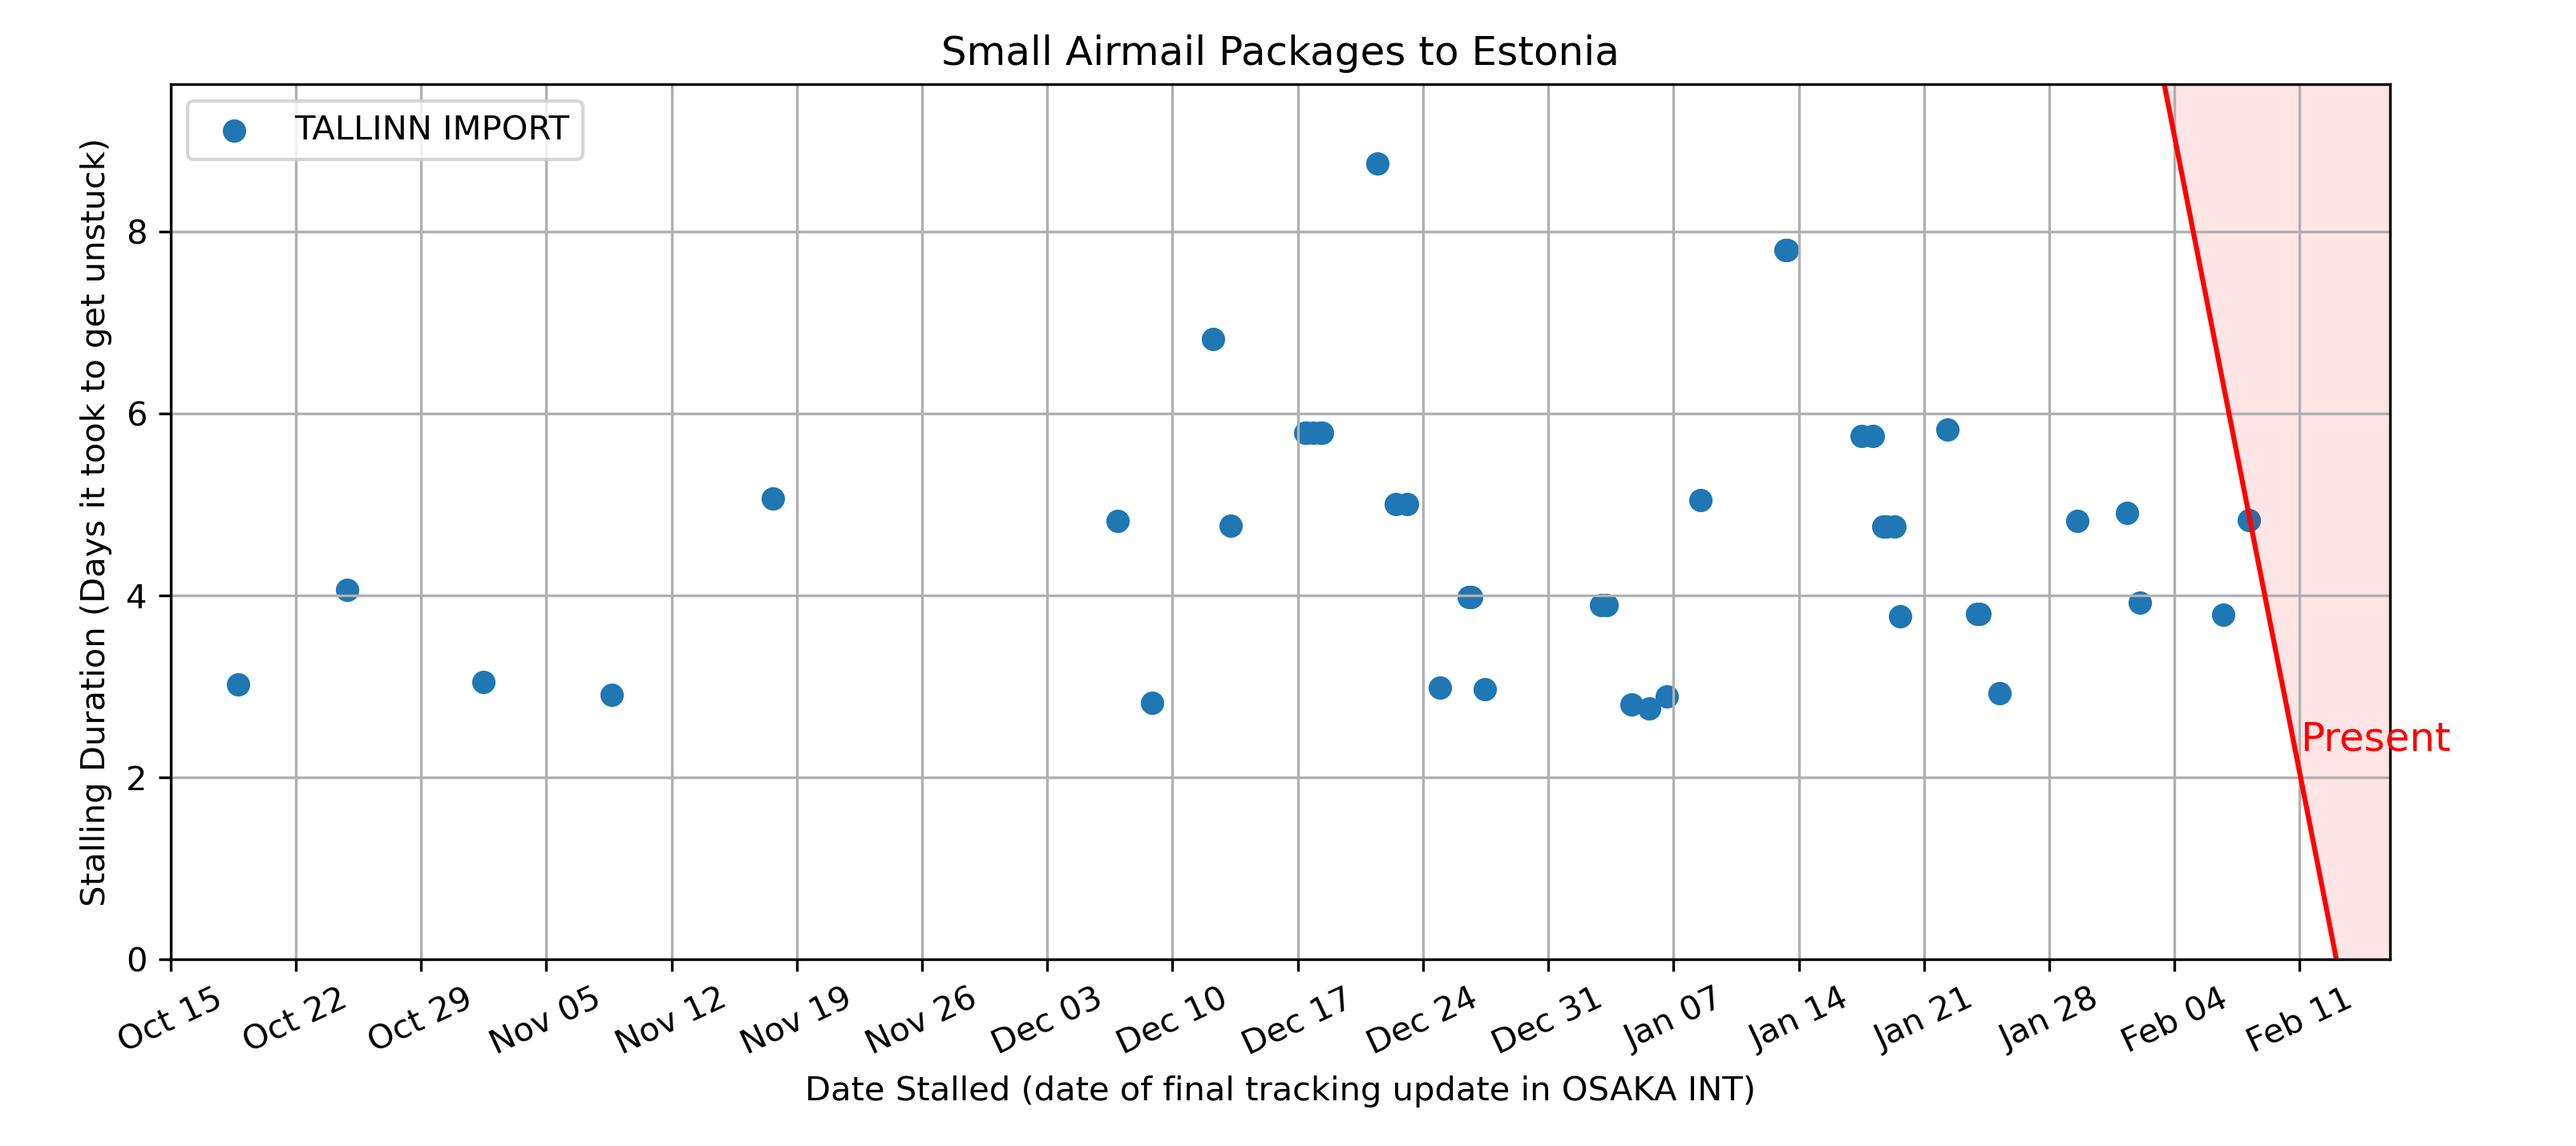 Small Airmail Packages to Estonia
TALLINN IMPORT
Stalling Duration (Days it took to get unstuck)
8
6
4
2
0
Present
Oct 15
Oct 22
Oct 29
Nov 05
Nov 12
Nov 19
Nov 26
Dec 03
Dec 10
Dec 17
Dec 24
Dec 31
Jan 07
Jan 14
Jan 21
Jan 28
Feb 04
Feb 11
Date Stalled (date of final tracking update in OSAKA INT)